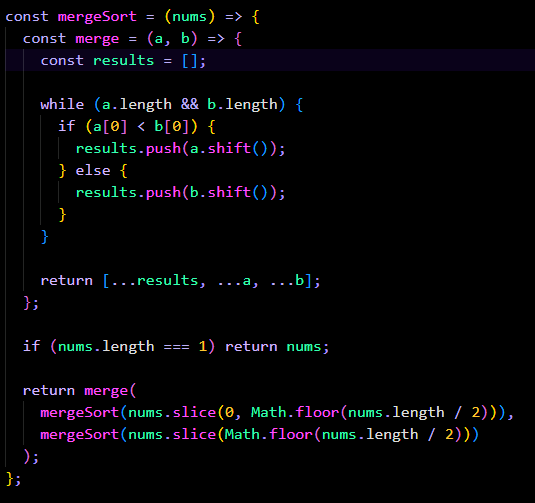 const mergeSort = (nums) => {
  const merge = (a, b) => {
    const results = [];

    while (a.length && b.length) {
      if (a[0] < b[0]) {
        results.push(a.shift());
      } else {
        results.push(b.shift());
      }
    }

    return [...results, ...a, ...b];
  };

  if (nums.length === 1) return nums;

  return merge(
    mergeSort(nums.slice(0, Math.floor(nums.length / 2))),
    mergeSort(nums.slice(Math.floor(nums.length / 2)))
  );
};